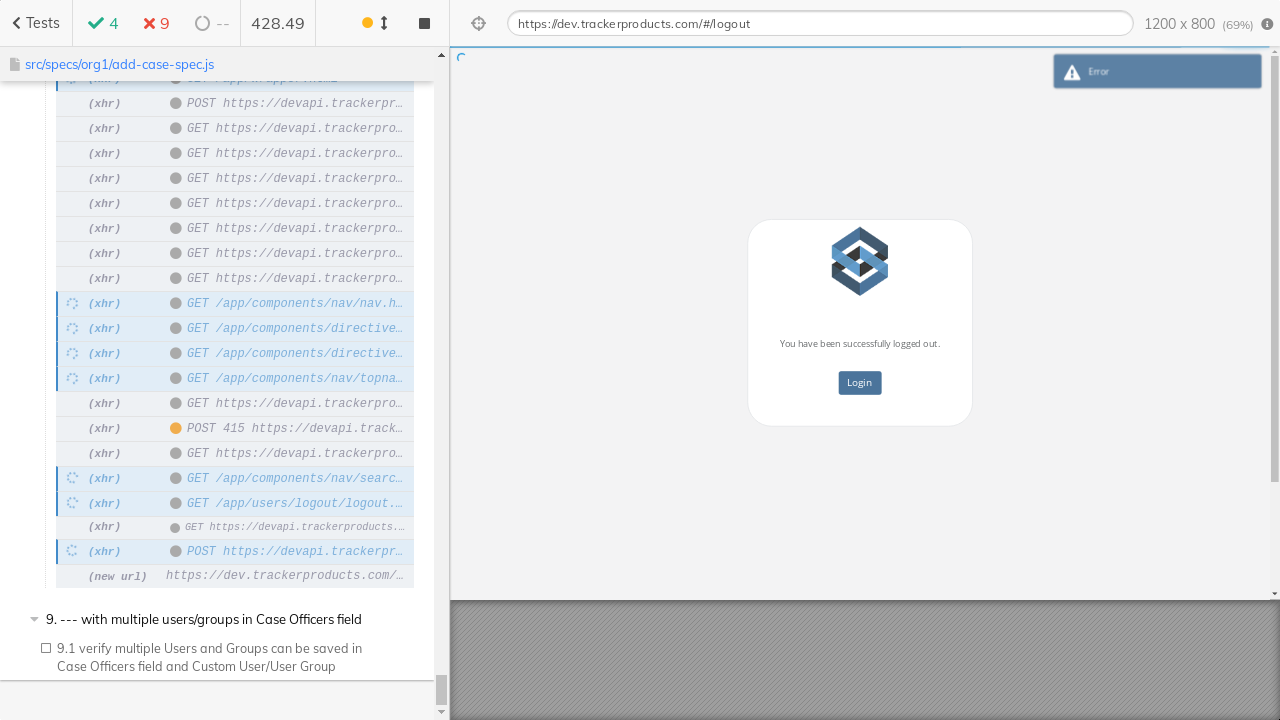 Tests
4
9
--
428.49
https://dev.trackerproducts.com/#/logout
1200 x 800 (69%)
src/specs/org1/add-case-spec.js
(xhr) POST https://devapi.trackerpr…
(xhr) GET https://devapi.trackerpro…
(xhr) GET https://devapi.trackerpro…
(xhr) GET https://devapi.trackerpro…
(xhr) GET https://devapi.trackerpro…
(xhr) GET https://devapi.trackerpro…
(xhr) GET https://devapi.trackerpro…
(xhr) GET https://devapi.trackerpro…
(xhr) GET /app/components/nav/nav.h…
(xhr) GET /app/components/directive…
(xhr) GET /app/components/directive…
(xhr) GET /app/components/nav/topna…
(xhr) GET https://devapi.trackerpro…
(xhr) POST 415 https://devapi.track…
(xhr) GET https://devapi.trackerpro…
(xhr) GET /app/components/nav/searc…
(xhr) GET /app/users/logout/logout.…
(xhr) GET https://devapi.trackerproducts.…
(xhr) POST https://devapi.trackerpr…
(new url) https://dev.trackerproducts.com/…
9. --- with multiple users/groups in Case Officers field
9.1 verify multiple Users and Groups can be saved in
Case Officers field and Custom User/User Group
Error
You have been successfully logged out.
Login